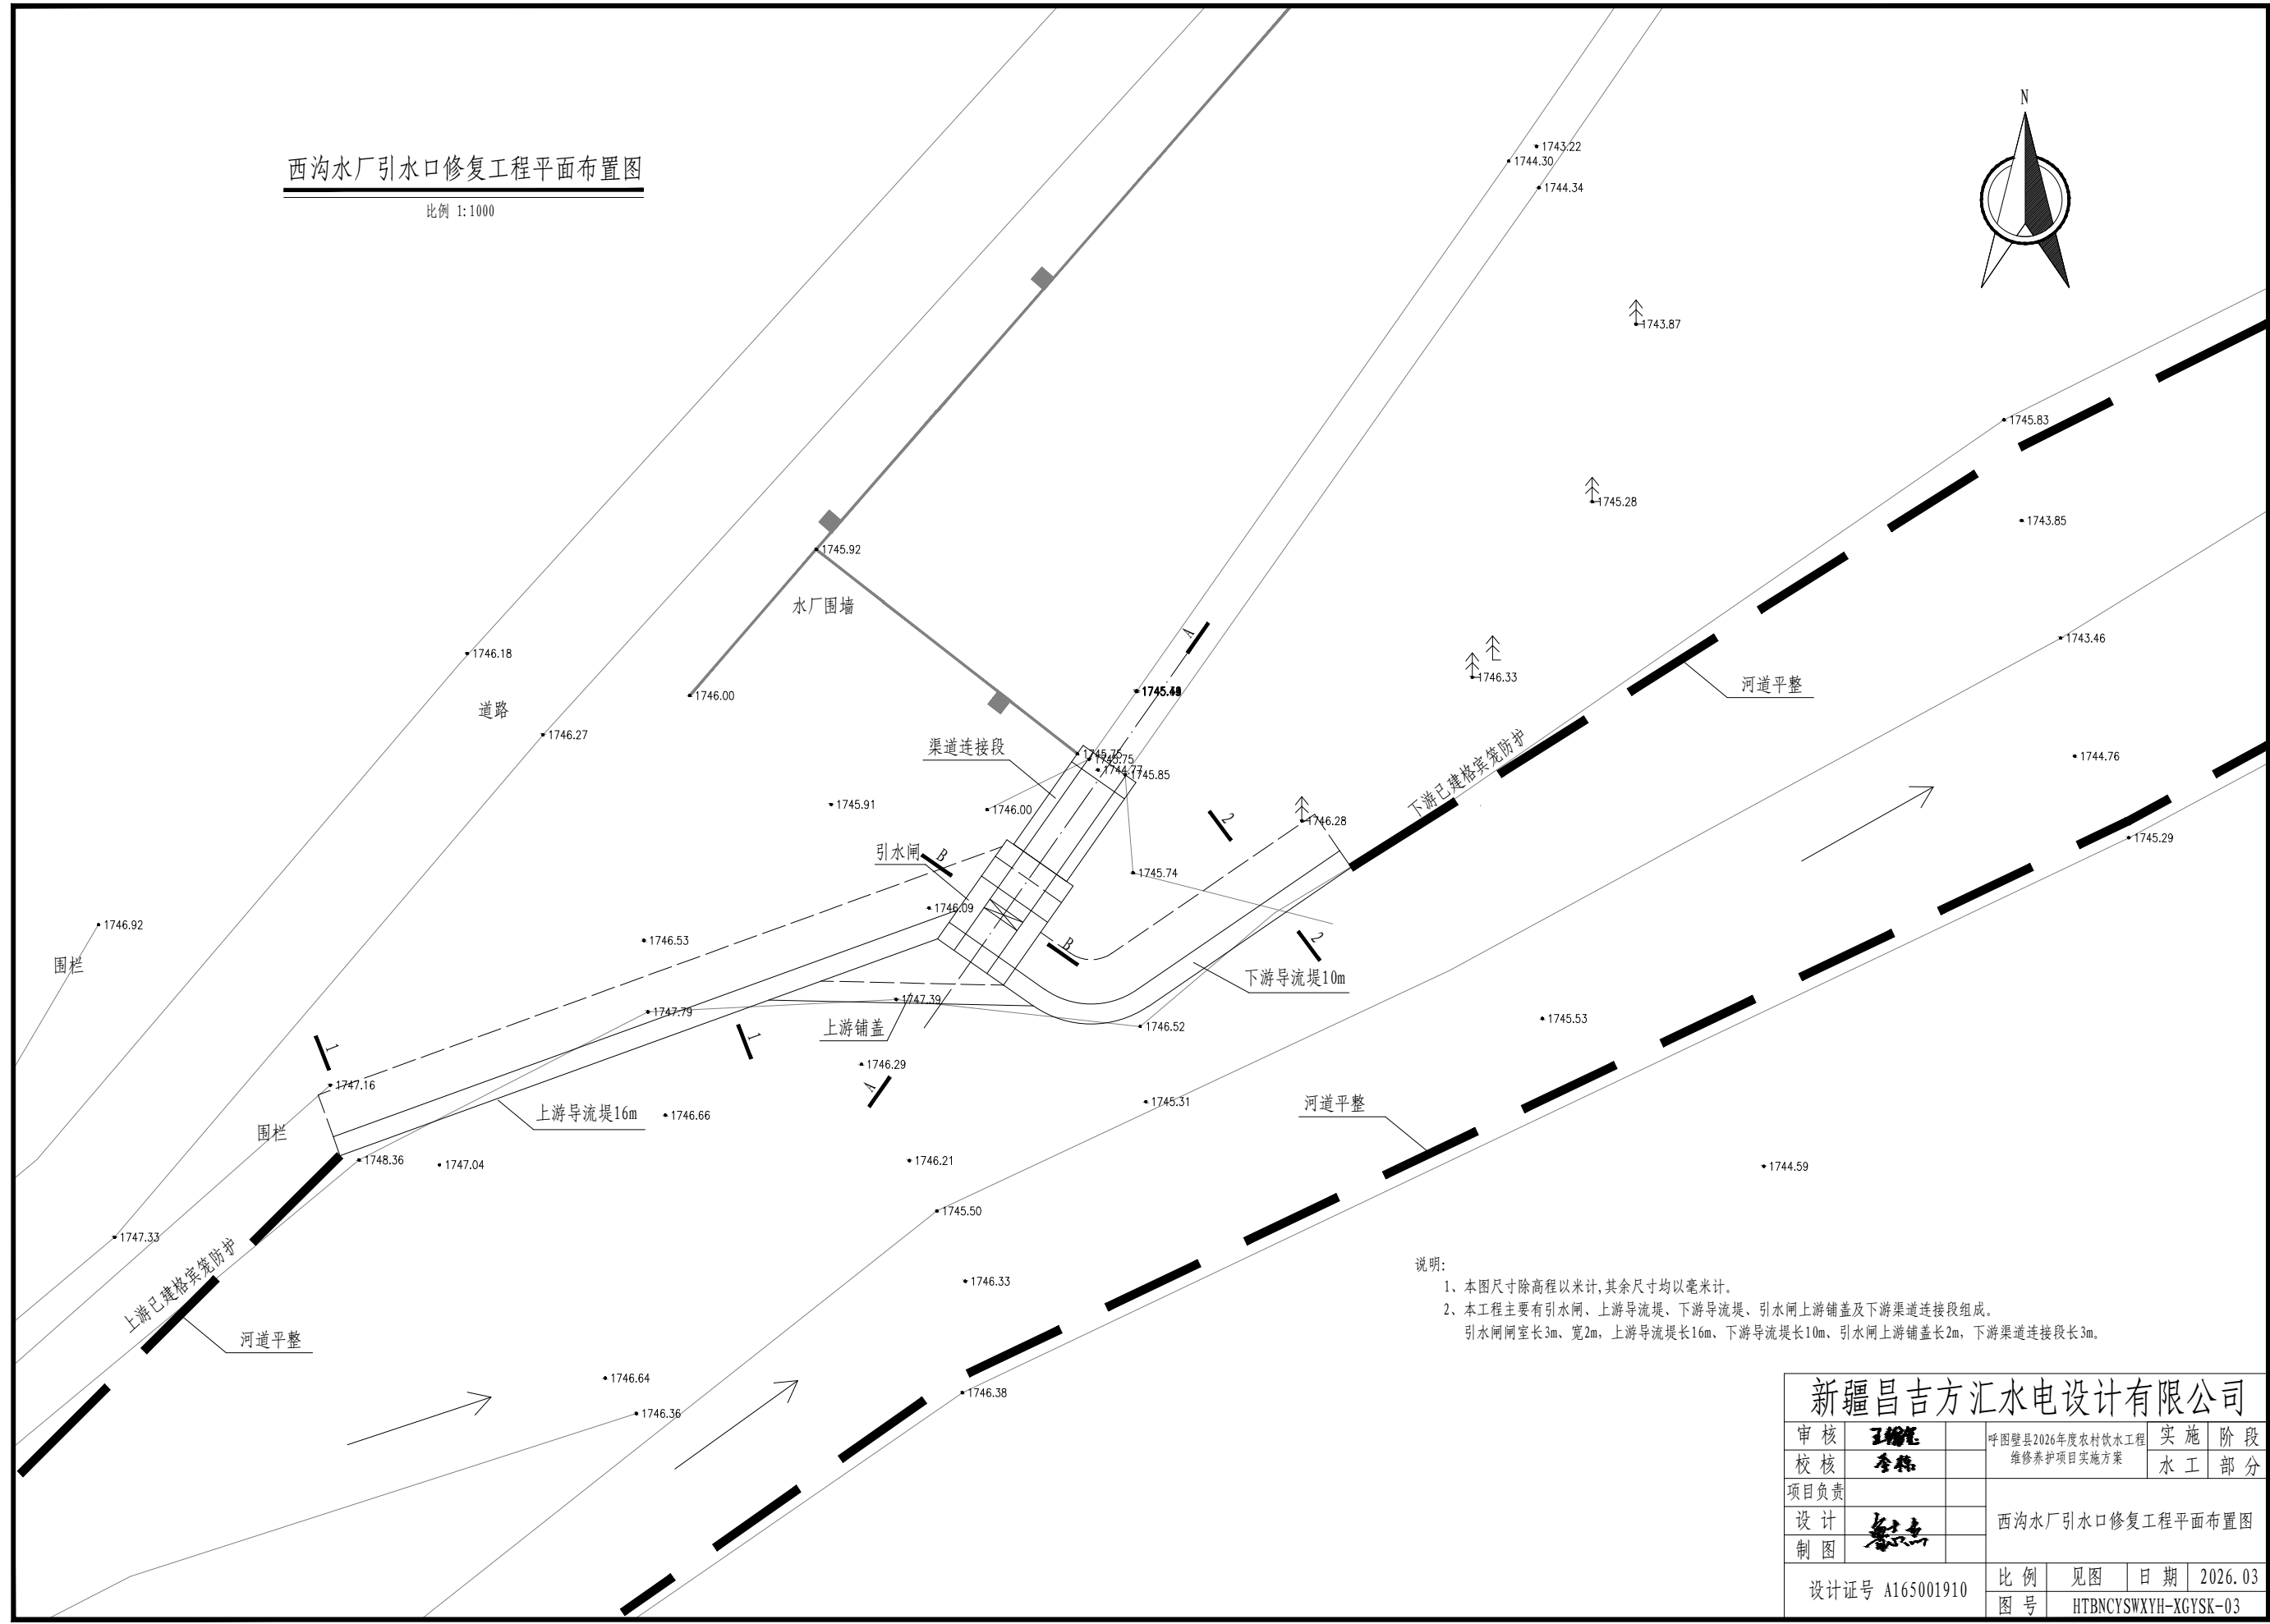 N
西沟水厂引水口修复工程平面布置图
比例 1:1000
1743.22
1744.30
1744.34
1743.87
1745.83
1745.28
1743.85
1745.92
水厂围墙
1743.46
1746.18
A
1746.33
河道平整
1746.00
道路
1746.27
渠道连接段
1745.75
1745.75
1744.77
1745.85
下游已建格宾笼防护
1744.76
1745.91
1746.00
2
1746.28
1745.29
引水闸
B
1745.74
1746.09
1746.92
1746.53
围栏
B
2
下游导流堤10m
1747.39
1747.79
上游铺盖
1746.52
1745.53
1
1
1746.29
A
1747.16
1746.66
上游导流堤16m
1745.31
河道平整
围栏
1748.36
1747.04
1746.21
1744.59
1745.50
1747.33
上游已建格宾笼防护
河道平整
1746.33
1746.64
1746.38
1746.36
说明:
1、本图尺寸除高程以米计,其余尺寸均以毫米计。
2、本工程主要有引水闸、上游导流堤、下游导流堤、引水闸上游铺盖及下游渠道连接段组成。
引水闸闸室长3m、宽2m, 上游导流堤长16m、下游导流堤长10m、引水闸上游铺盖长2m, 下游渠道连接段长3m。
新疆昌吉方汇水电设计有限公司
审 核
呼图壁县2026年度农村饮水工程
维修养护项目实施方案
实 施 阶 段
校 核
水 工 部 分
项目负责
设 计
西沟水厂引水口修复工程平面布置图
制 图
设计证号 A165001910
比 例 见图 日 期 2026.03
图 号 HTBNCYSWXYH-XGYSK-03